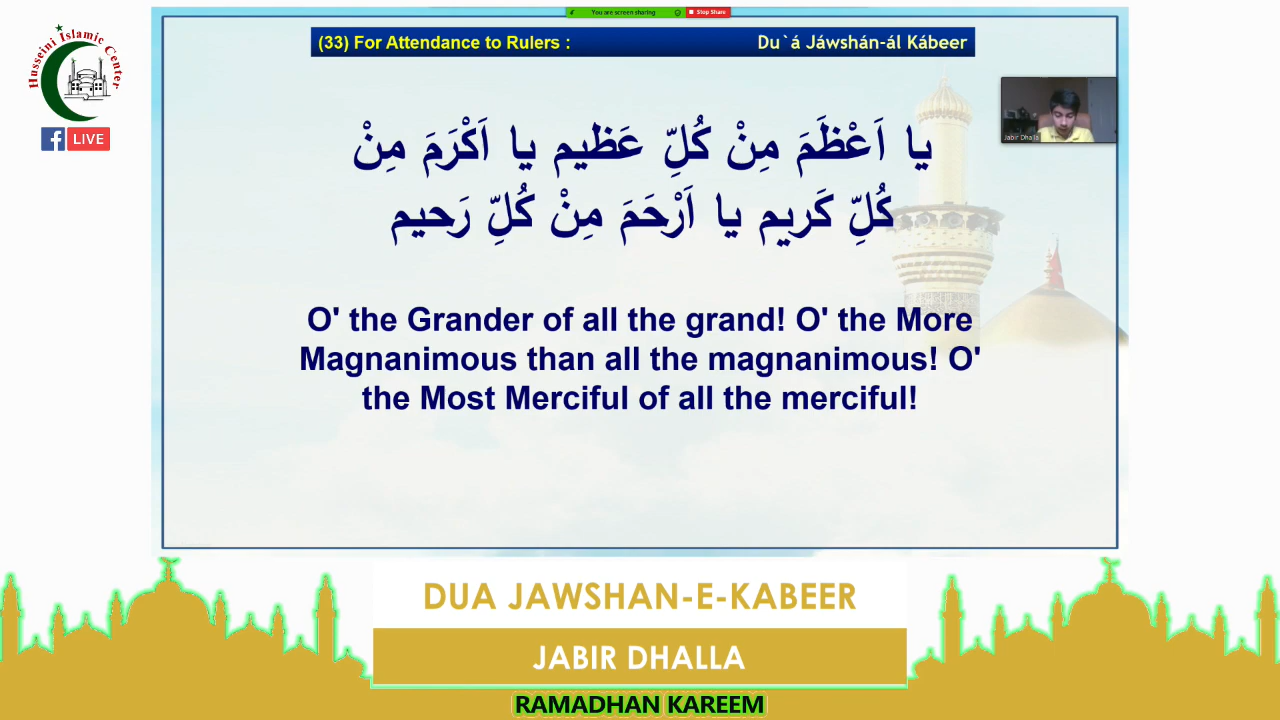 You are screen sharing
Stop Share
Husseini Islamic Center
LIVE
(33) For Attendance to Rulers :
Du`á Jáwshán-ál Kábeer
Jabir Dhalla
يا اَعْظَمَ مِنْ كُلِّ عَظيم يا اَكْرَمَ مِنْ
كُلِّ كَريم يا اَرْحَمَ مِنْ كُلِّ رَحيم
O' the Grander of all the grand! O' the More
Magnanimous than all the magnanimous! O'
the Most Merciful of all the merciful!
DUA JAWSHAN-E-KABEER
JABIR DHALLA
RAMADHAN KAREEM